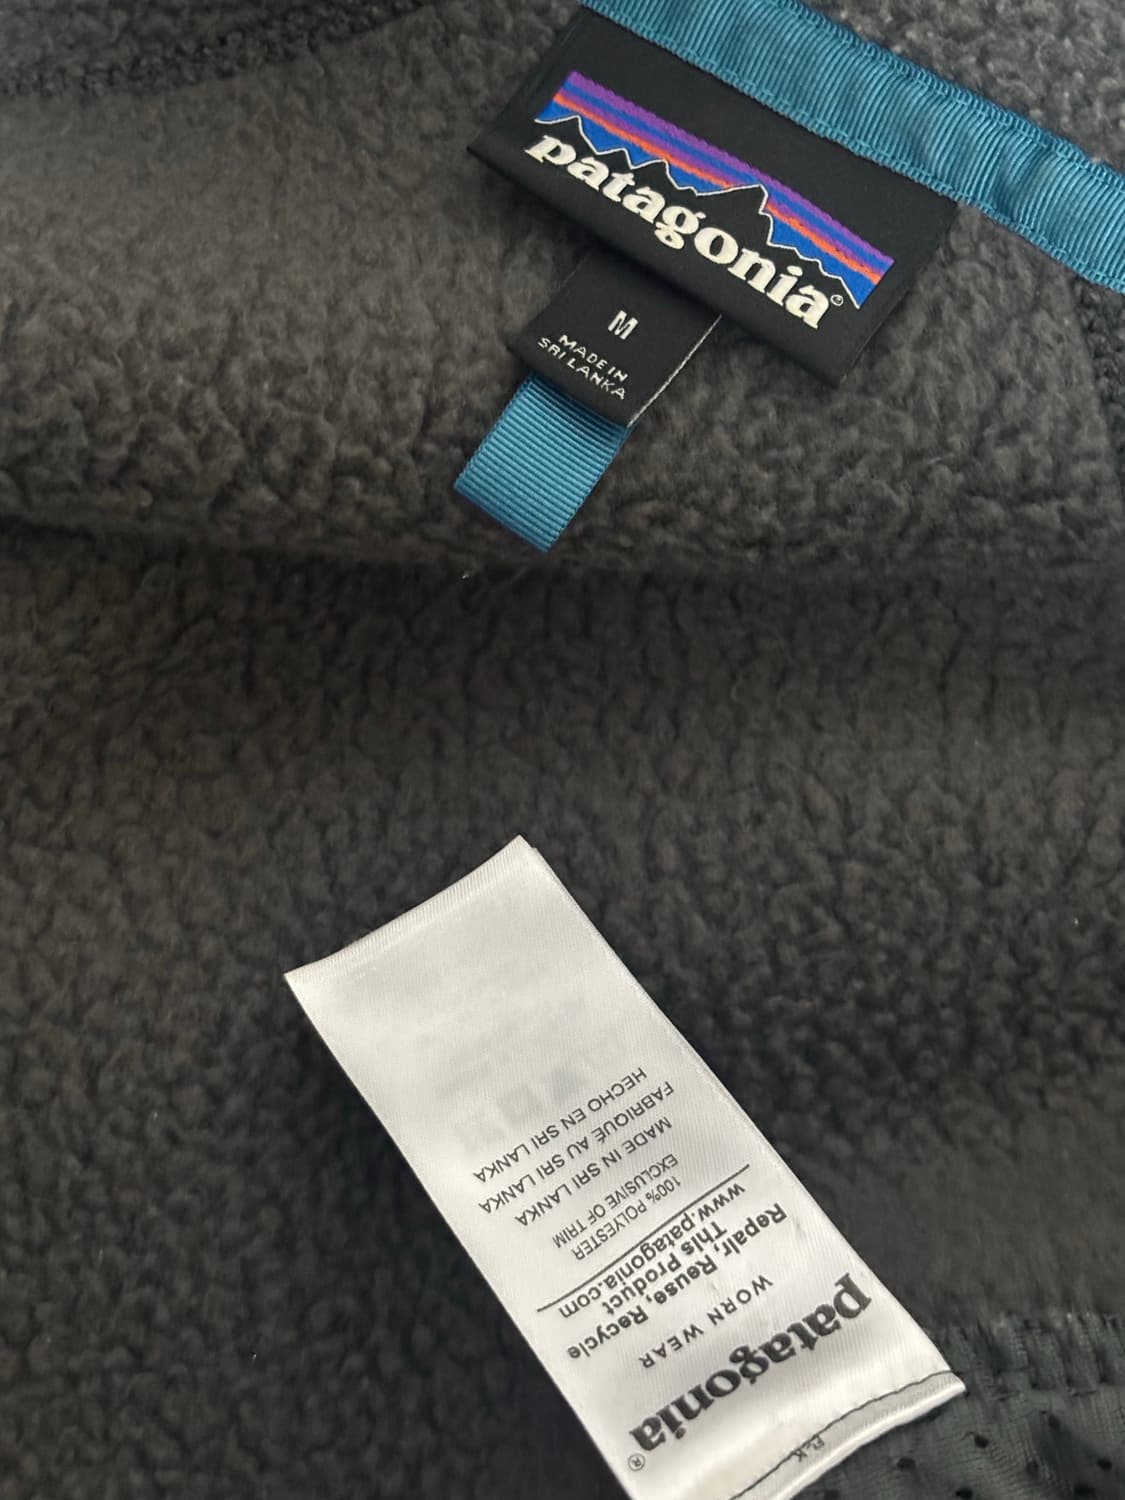 patagonia®
M
MADE IN
SRI LANKA
patagonia®
WORN WEAR
Repair, Reuse, Recycle
This Product
www.patagonia.com
100% POLYESTER
EXCLUSIVE OF TRIM
MADE IN SRI LANKA
FABRIQUÉ AU SRI LANKA
HECHO EN SRI LANKA